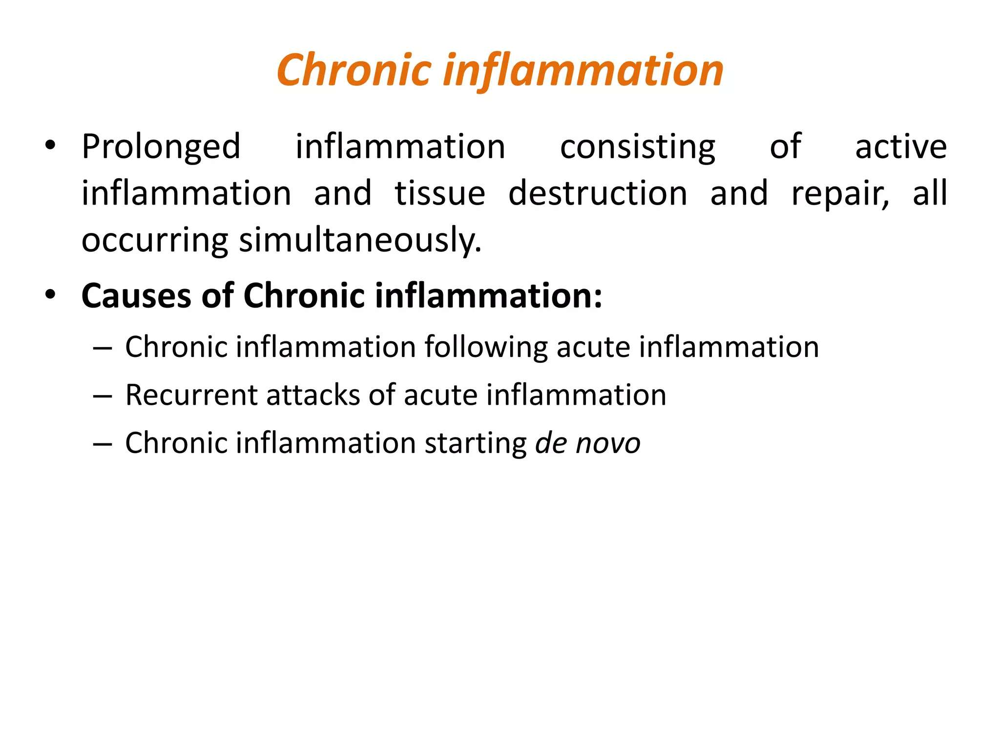 Chronic inflammation
• Prolonged inflammation consisting of active
inflammation and tissue destruction and repair, all
occurring simultaneously.
• Causes of Chronic inflammation:
– Chronic inflammation following acute inflammation
– Recurrent attacks of acute inflammation
– Chronic inflammation starting de novo